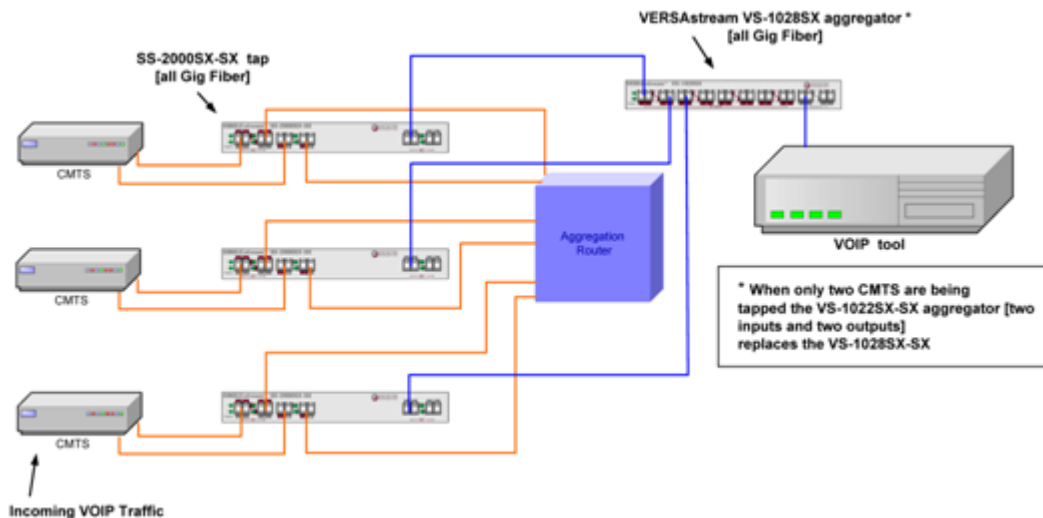 VERSAstream VS-1028SX aggregator *
[all Gig Fiber]
SS-2000SX-SX tap
[all Gig Fiber]
CMTS
CMTS
CMTS
Aggregation
Router
VOIP tool
* When only two CMTS are being
tapped the VS-1022SX-SX aggregator [two
inputs and two outputs]
replaces the VS-1028SX-SX
Incoming VOIP Traffic